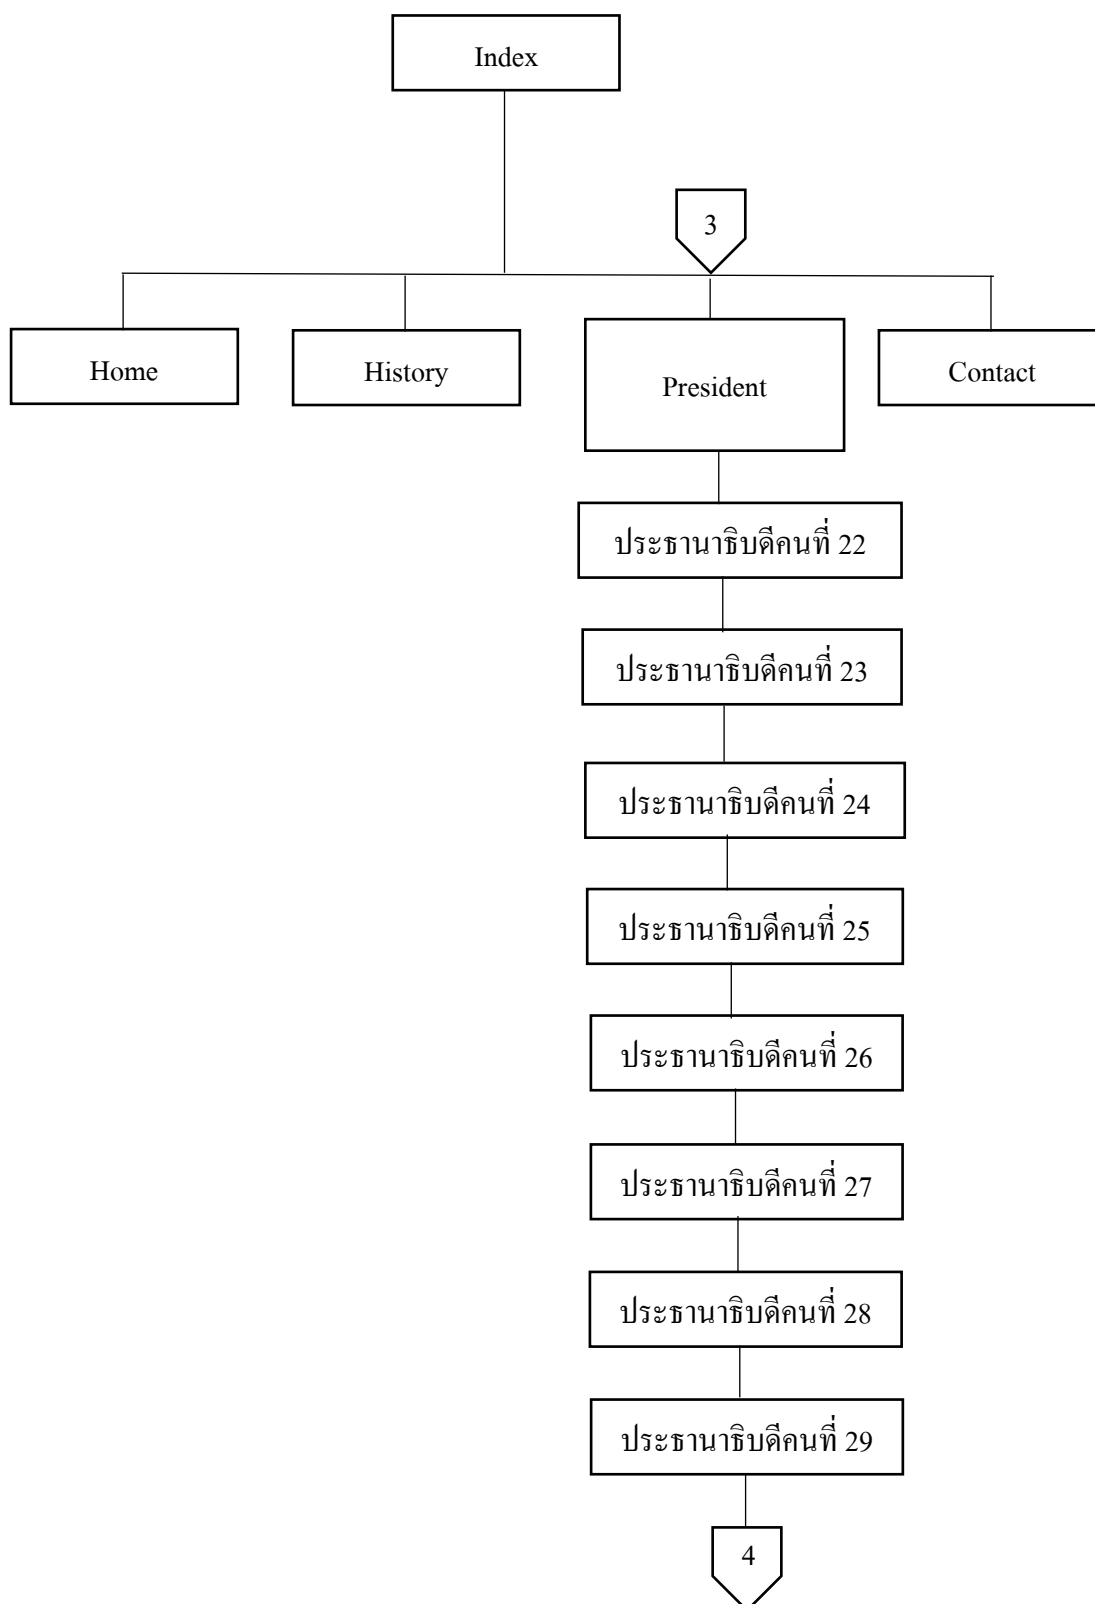 Index
3
Home
History
President
Contact
ประธานาธิบดีคนที่ 22
ประธานาธิบดีคนที่ 23
ประธานาธิบดีคนที่ 24
ประธานาธิบดีคนที่ 25
ประธานาธิบดีคนที่ 26
ประธานาธิบดีคนที่ 27
ประธานาธิบดีคนที่ 28
ประธานาธิบดีคนที่ 29
4